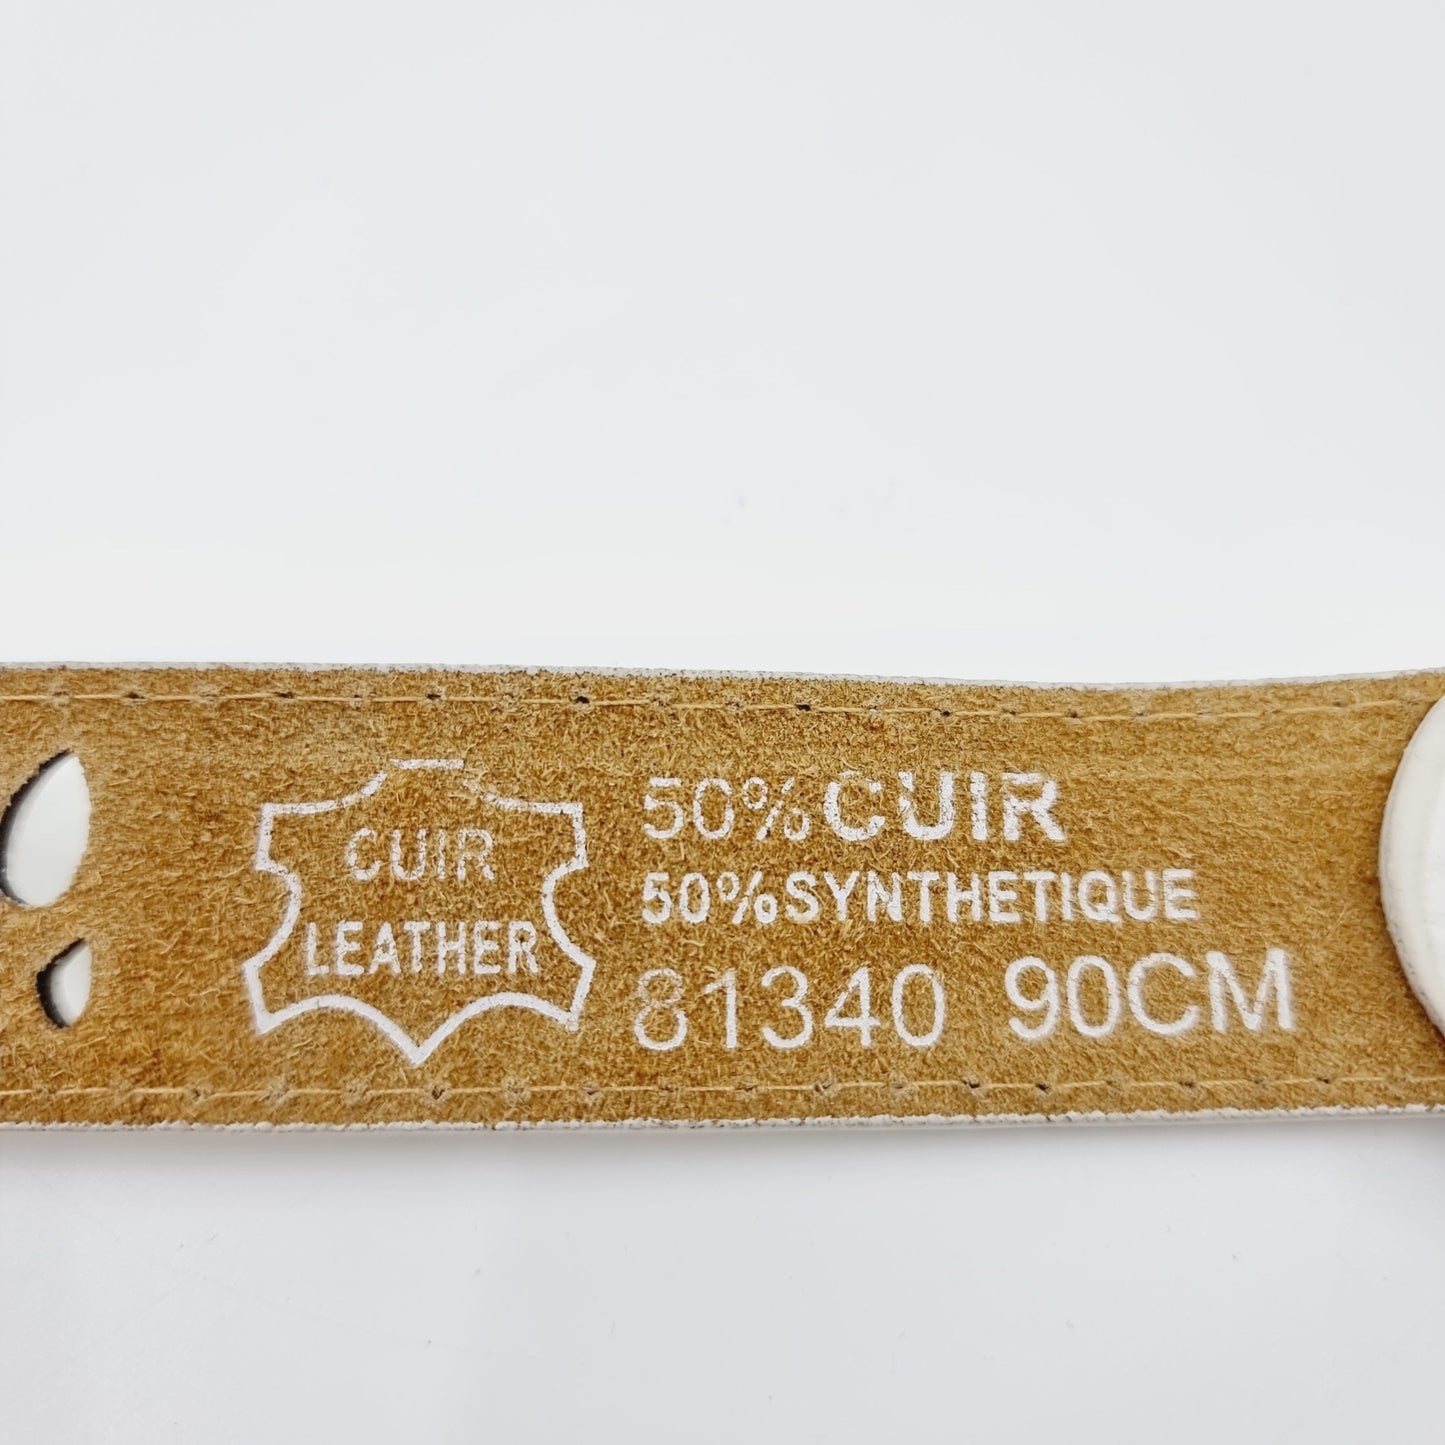 CUIR
LEATHER
50% CUIR
50% SYNTHETIQUE
81340 90CM